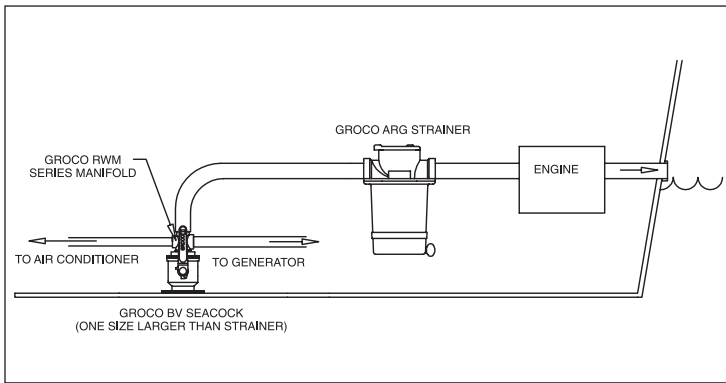 GROCO ARG STRAINER
GROCO RWM
SERIES MANIFOLD
ENGINE
TO AIR CONDITIONER
TO GENERATOR
GROCO BV SEACOCK
(ONE SIZE LARGER THAN STRAINER)